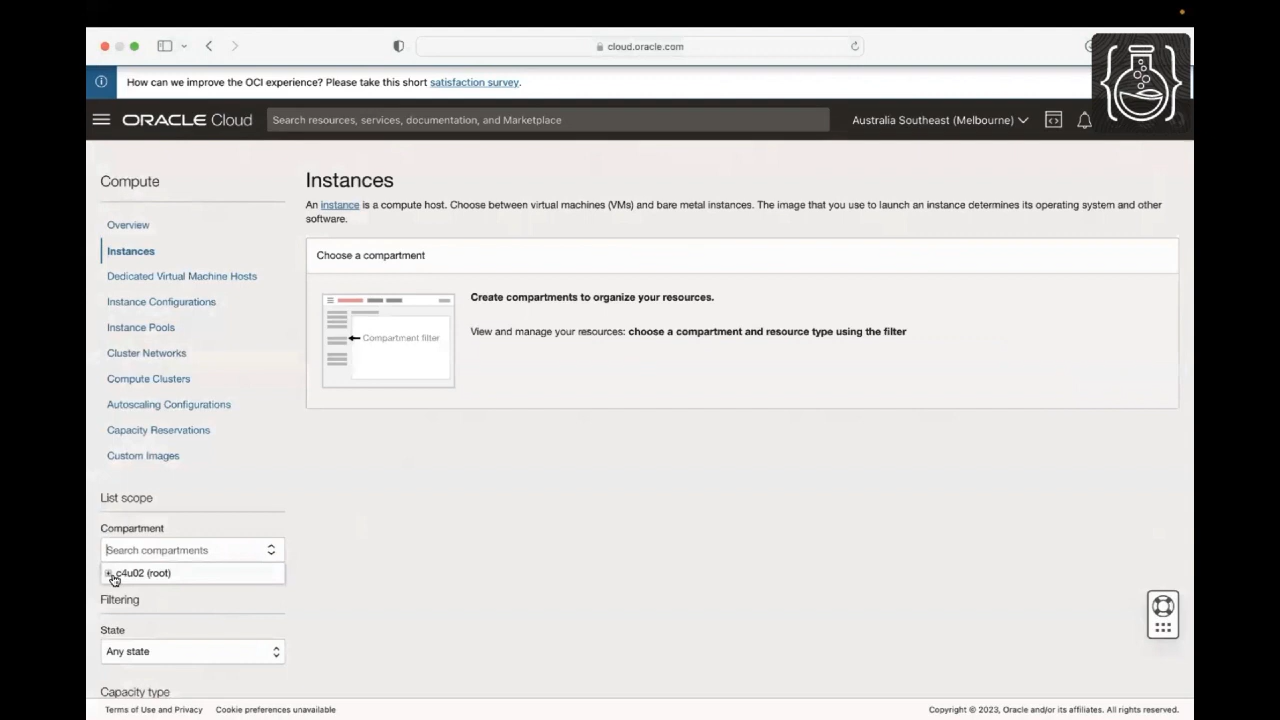 cloud.oracle.com
How can we improve the OCI experience? Please take this short satisfaction survey.
ORACLE Cloud
Search resources, services, documentation, and Marketplace
Australia Southeast (Melbourne)
Compute
Overview
Instances
Dedicated Virtual Machine Hosts
Instance Configurations
Instance Pools
Cluster Networks
Compute Clusters
Autoscaling Configurations
Capacity Reservations
Custom Images
List scope
Compartment
Search compartments
c4u02 (root)
Filtering
State
Any state
Capacity type
Instances
An instance is a compute host. Choose between virtual machines (VMs) and bare metal instances. The image that you use to launch an instance determines its operating system and other
software.
Choose a compartment
Compartment filter
Create compartments to organize your resources.
View and manage your resources: choose a compartment and resource type using the filter
Terms of Use and Privacy
Cookie preferences unavailable
Copyright © 2023, Oracle and/or its affiliates. All rights reserved.